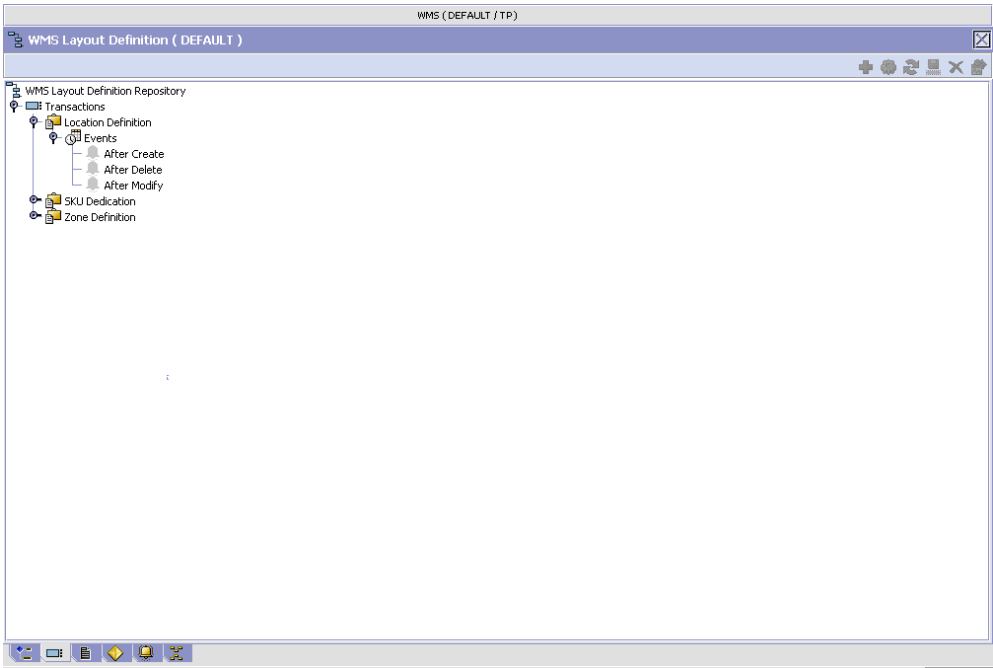 WMS ( DEFAULT / TP )
WMS Layout Definition ( DEFAULT )
WMS Layout Definition Repository
Transactions
Location Definition
Events
After Create
After Delete
After Modify
SKU Dedication
Zone Definition